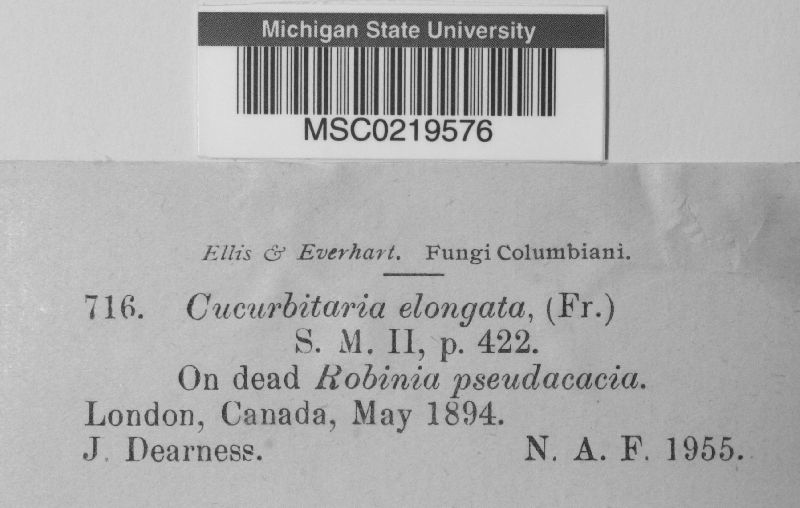 Michigan State University
MSC0219576
Ellis & Everhart. Fungi Columbiani.
716. Cucurbitaria elongata, (Fr.)
S. M. II, p. 422.
On dead Robinia pseudacacia.
London, Canada, May 1894.
J. Dearness. N. A. F. 1955.